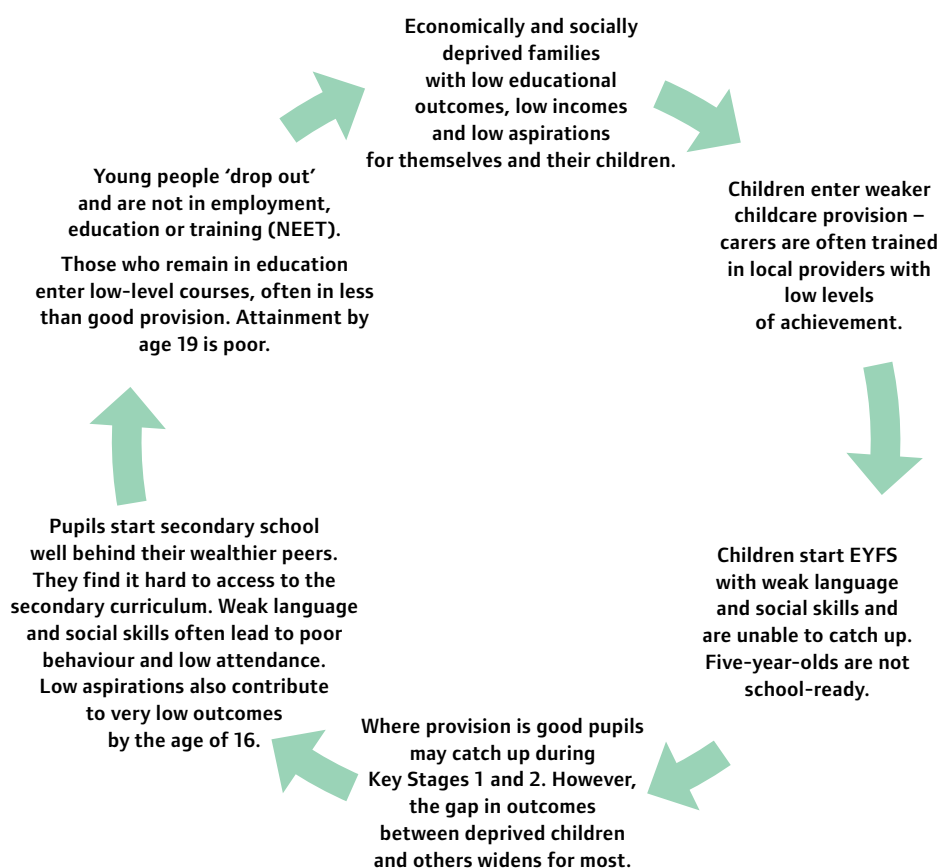 Economically and socially
deprived families
with low educational
outcomes, low incomes
and low aspirations
for themselves and their children.
Children enter weaker
childcare provision –
carers are often trained
in local providers with
low levels
of achievement.
Children start EYFS
with weak language
and social skills and
are unable to catch up.
Five-year-olds are not
school-ready.
Where provision is good pupils
may catch up during
Key Stages 1 and 2. However,
the gap in outcomes
between deprived children
and others widens for most.
Pupils start secondary school
well behind their wealthier peers.
They find it hard to access to the
secondary curriculum. Weak language
and social skills often lead to poor
behaviour and low attendance.
Low aspirations also contribute
to very low outcomes
by the age of 16.
Young people ‘drop out’
and are not in employment,
education or training (NEET).
Those who remain in education
enter low-level courses, often in less
than good provision. Attainment by
age 19 is poor.